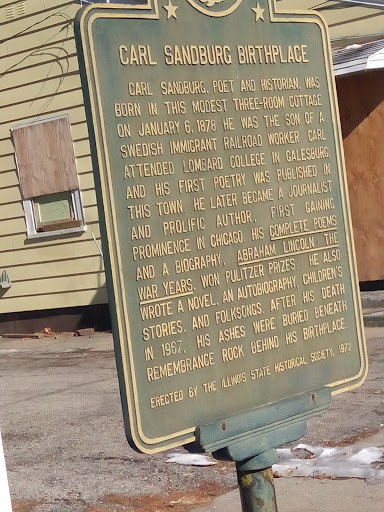 CARL SANDBURG BIRTHPLACE
CARL SANDBURG, POET AND HISTORIAN, WAS
BORN IN THIS MODEST THREE-ROOM COTTAGE
ON JANUARY 6, 1878 HE WAS THE SON OF A
SWEDISH IMMIGRANT RAILROAD WORKER. CARL
ATTENDED LOMBARD COLLEGE IN GALESBURG,
AND HIS FIRST POETRY WAS PUBLISHED IN
THIS TOWN. HE LATER BECAME A JOURNALIST
AND PROLIFIC AUTHOR. FIRST GAINING
PROMINENCE IN CHICAGO. HIS COMPLETE POEMS
AND A BIOGRAPHY, ABRAHAM LINCOLN: THE
WAR YEARS, WON PULITZER PRIZES. HE ALSO
WROTE A NOVEL, AN AUTOBIOGRAPHY, CHILDREN'S
STORIES, AND FOLKSONGS. AFTER HIS DEATH
IN 1967, HIS ASHES WERE BURIED BENEATH
REMEMBRANCE ROCK BEHIND HIS BIRTHPLACE.
ERECTED BY THE ILLINOIS STATE HISTORICAL SOCIETY, 1972